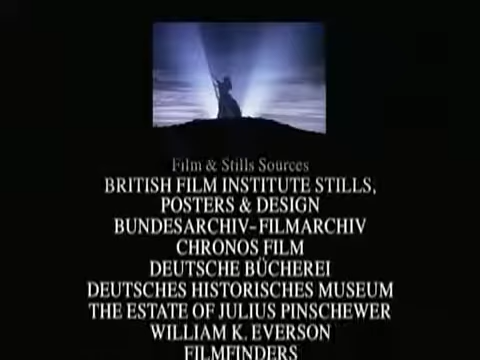 Film & Stills Sources
BRITISH FILM INSTITUTE STILLS,
POSTERS & DESIGN
BUNDESARCHIV-FILMARCHIV
CHRONOS FILM
DEUTSCHE BÜCHEREI
DEUTSCHES HISTORISCHES MUSEUM
THE ESTATE OF JULIUS PINSCHEWER
WILLIAM K. EVERSON
FILMFINDERS